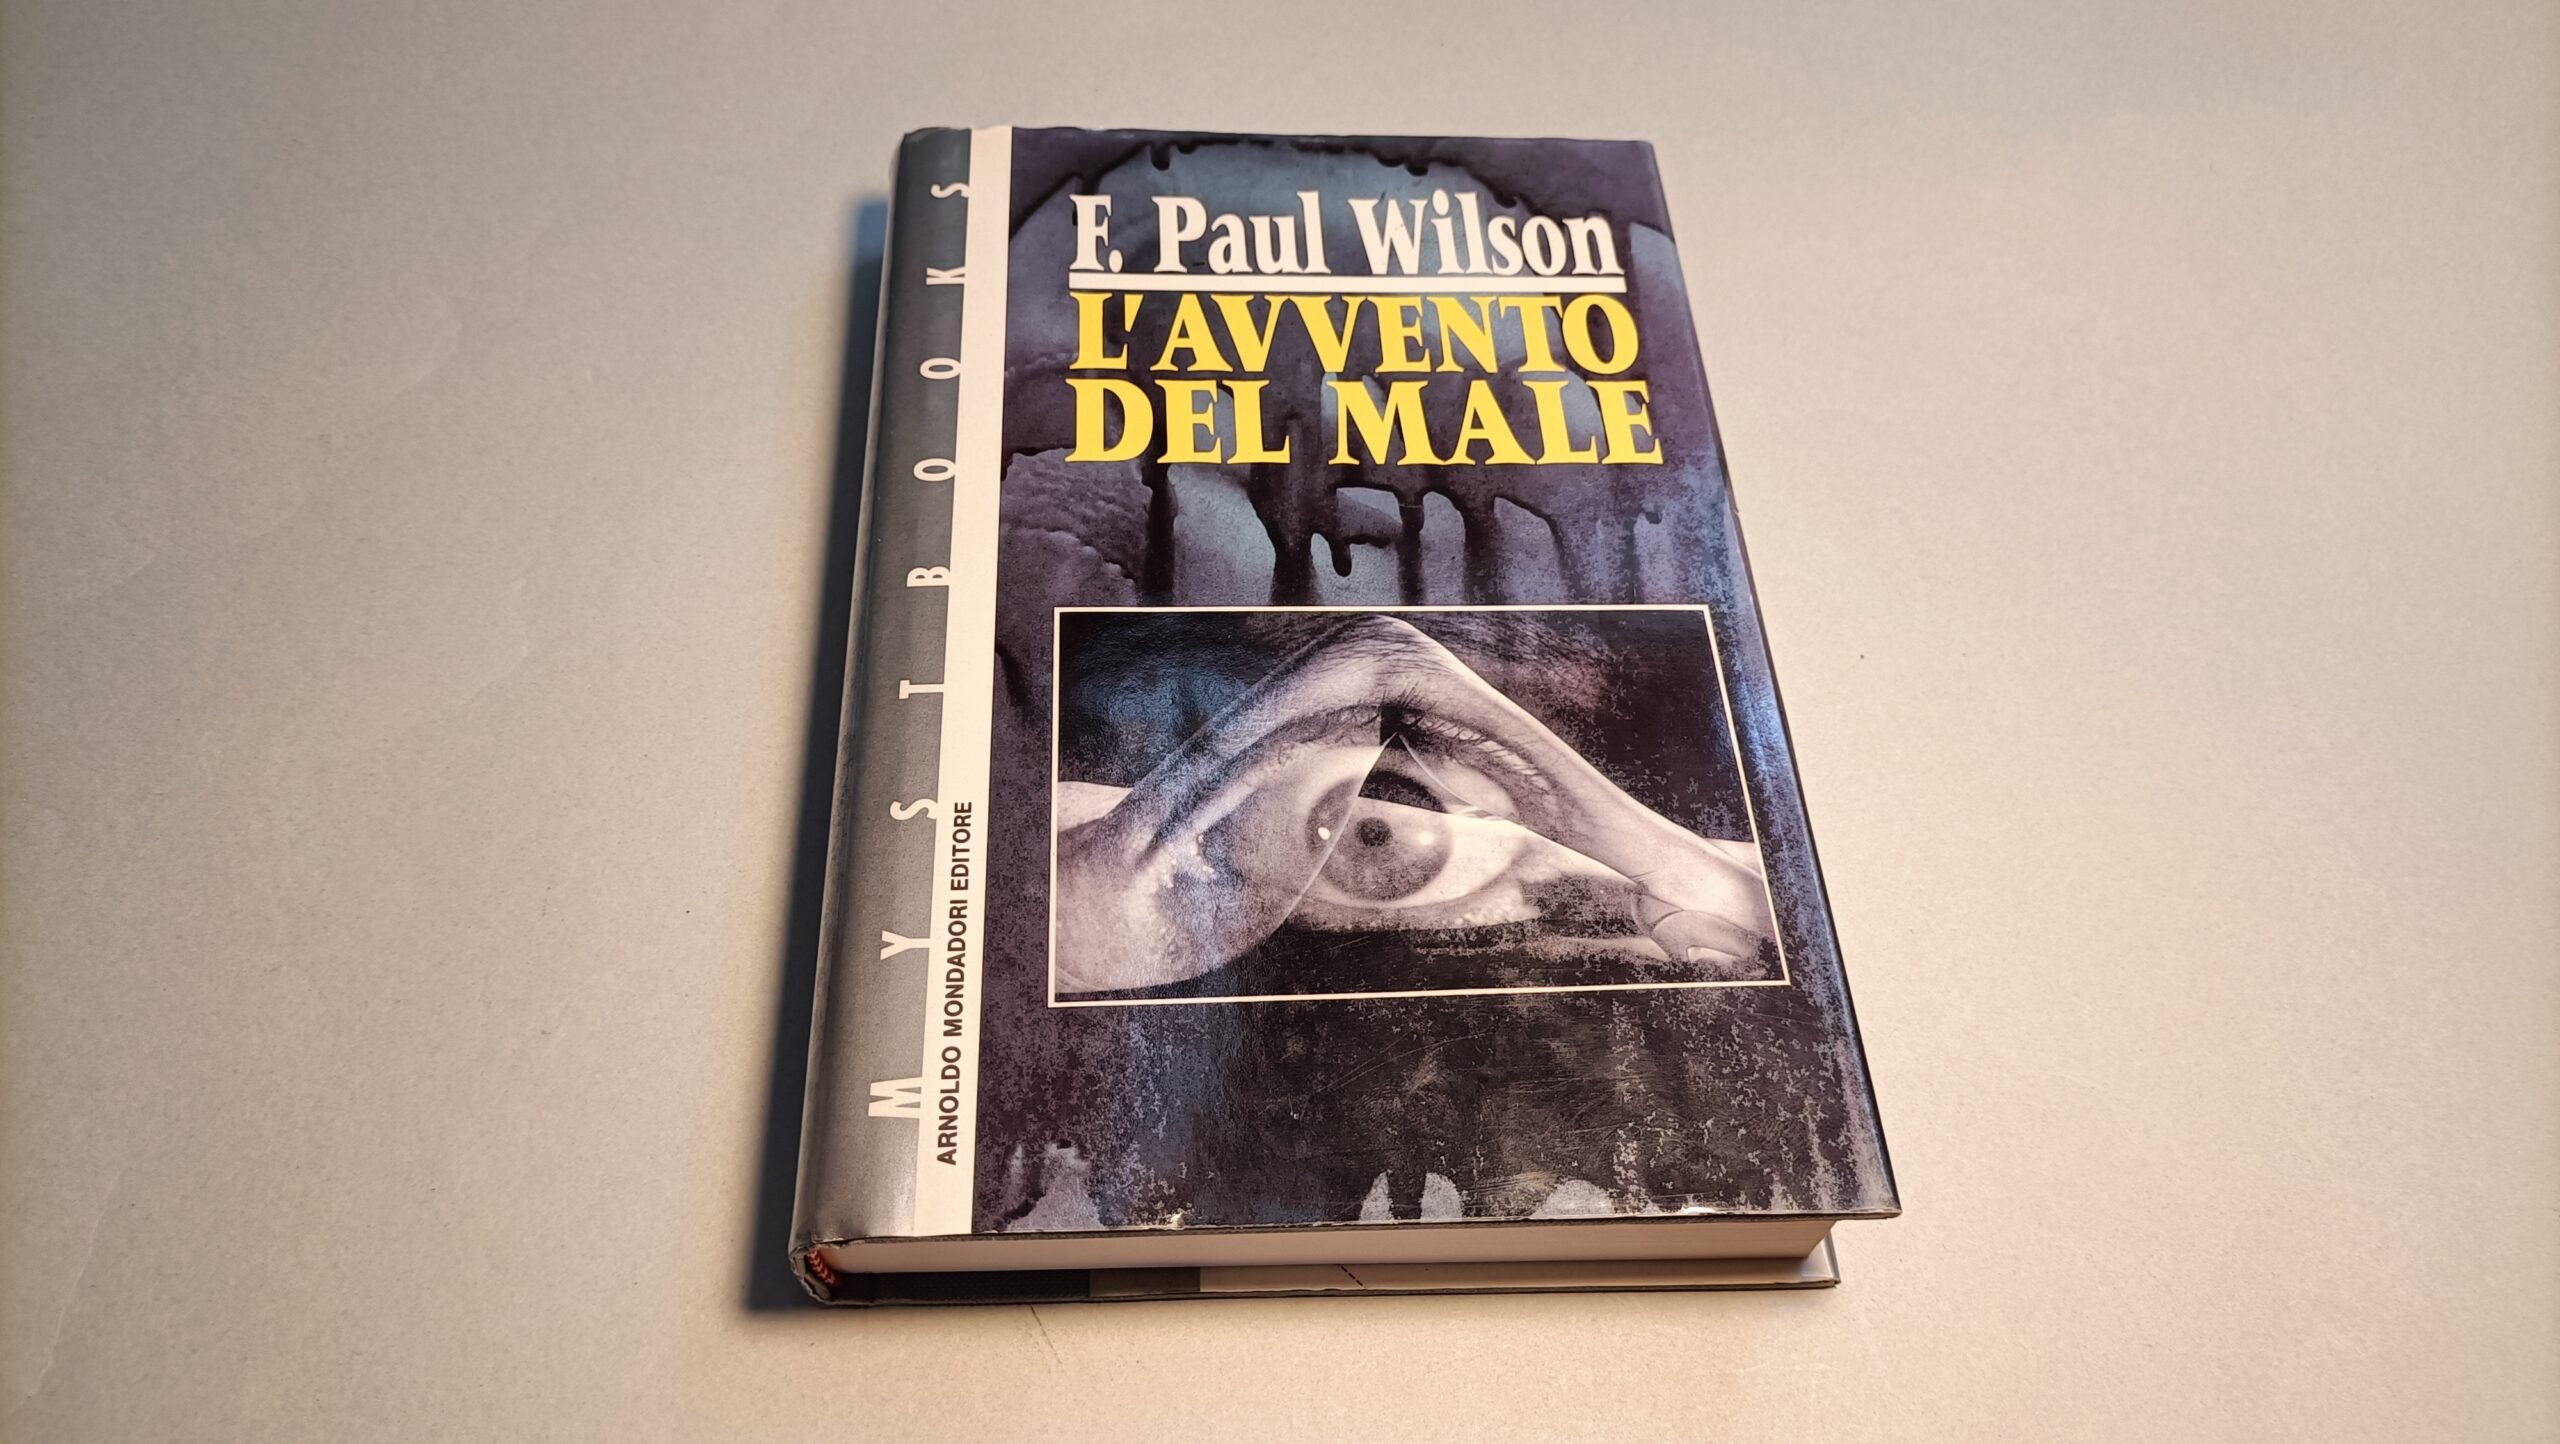 F. Paul Wilson
L'AVVENTO
DEL MALE
MYSTBOOKS
ARNOLDO MONDADORI EDITORE